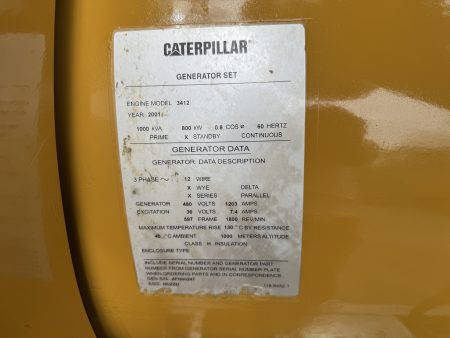 CATERPILLAR
GENERATOR SET
ENGINE MODEL 3412
YEAR 2001
1000 KVA 800 KW 0.8 COS ø 60 HERTZ
PRIME X STANDBY CONTINUOUS
GENERATOR DATA
GENERATOR DATA DESCRIPTION
3 PHASE ~ 12 WIRE
X WYE DELTA
X SERIES PARALLEL
GENERATOR 480 VOLTS 1203 AMPS
EXCITATION 36 VOLTS 7.4 AMPS
597 FRAME 1800 REV/MIN
MAXIMUM TEMPERATURE RISE 130 °C BY RESISTANCE
AMBIENT 1000 METERS ALTITUDE
CLASS H INSULATION
ENCLOSURE TYPE
INCLUDE SERIAL NUMBER AND GENERATOR PART
NUMBER FROM GENERATOR SERIAL NUMBER PLATE
WHEN ORDERING PARTS AND IN CORRESPONDENCE.